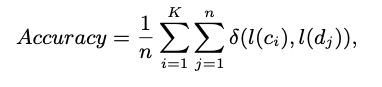 Accuracy = \frac{1}{n} \sum_{i=1}^{K} \sum_{j=1}^{n} \delta(l(c_i), l(d_j)),